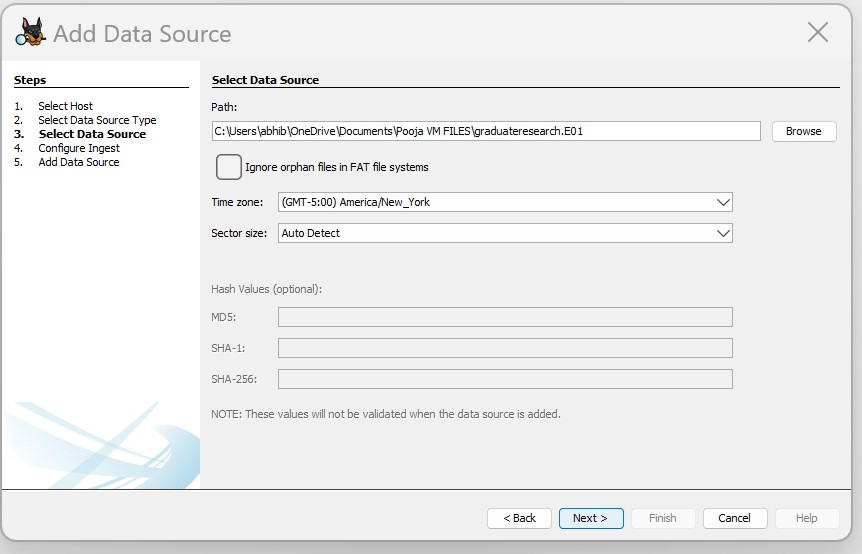 Add Data Source
Steps
1. Select Host
2. Select Data Source Type
3. Select Data Source
4. Configure Ingest
5. Add Data Source
Select Data Source
Path:
C:\Users\abhib\OneDrive\Documents\Pooja VM FILES\graduateresearch.E01
Browse
Ignore orphan files in FAT file systems
Time zone: (GMT-5:00) America/New_York
Sector size: Auto Detect
Hash Values (optional):
MD5:
SHA-1:
SHA-256:
NOTE: These values will not be validated when the data source is added.
< Back Next > Finish Cancel Help